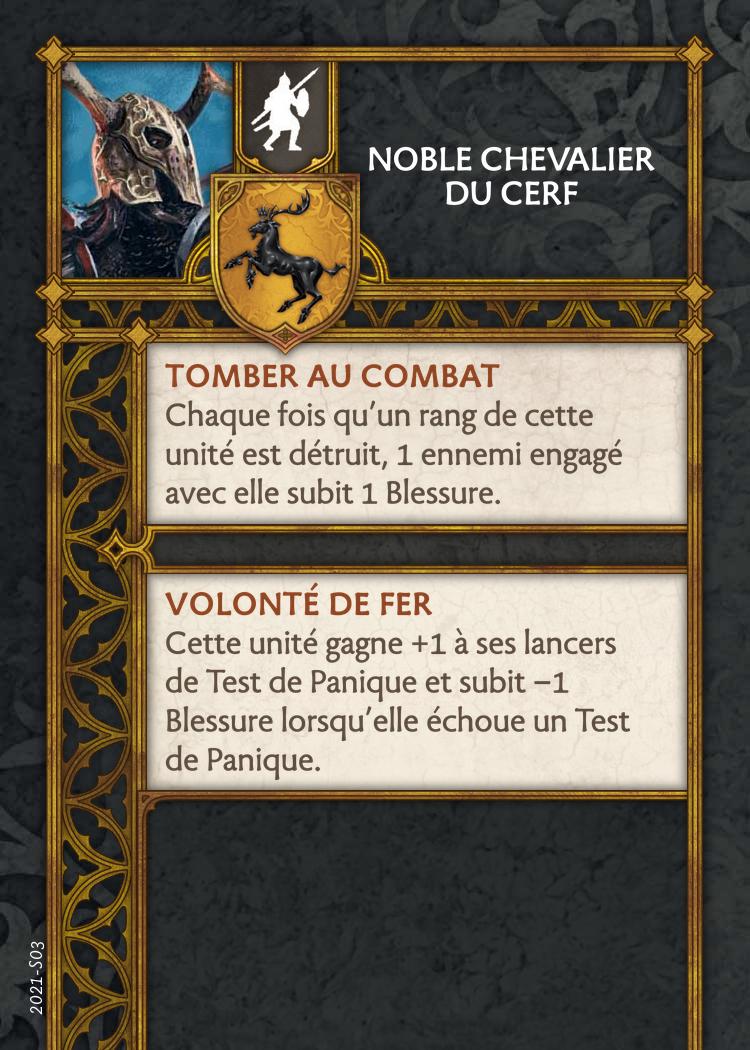 NOBLE CHEVALIER
DU CERF
TOMBER AU COMBAT
Chaque fois qu’un rang de cette
unité est détruit, 1 ennemi engagé
avec elle subit 1 Blessure.
VOLONTÉ DE FER
Cette unité gagne +1 à ses lancers
de Test de Panique et subit –1
Blessure lorsqu’elle échoue un Test
de Panique.
2021-S03